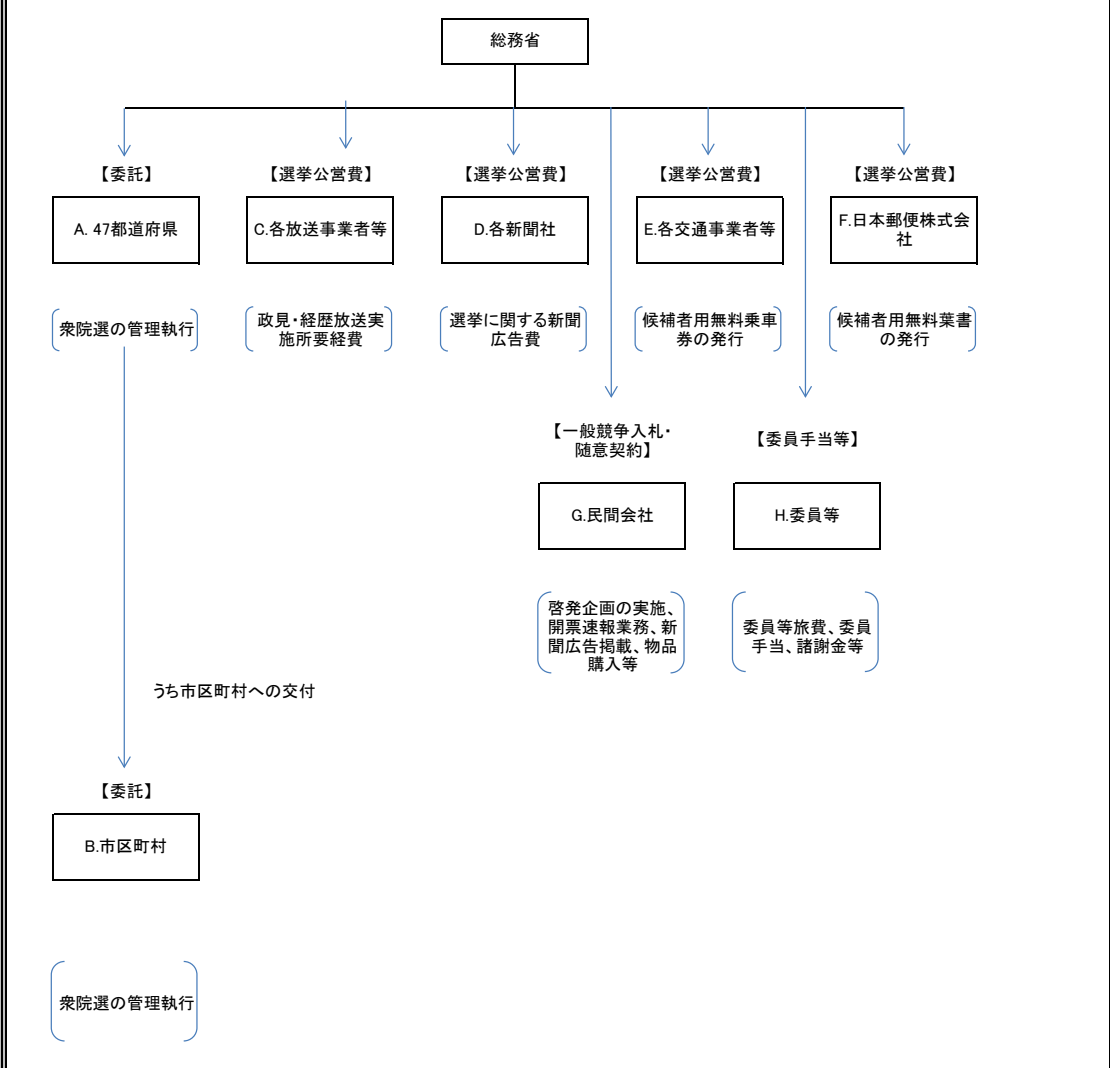 総務省
【委託】
【選挙公営費】
【選挙公営費】
【選挙公営費】
【選挙公営費】
A. 47都道府県
C.各放送事業者等
D.各新聞社
E.各交通事業者等
F.日本郵便株式会
社
衆院選の管理執行
政見・経歴放送実
施所要経費
選挙に関する新聞
広告費
候補者用無料乗車
券の発行
候補者用無料葉書
の発行
【一般競争入札・
随意契約】
【委員手当等】
G.民間会社
H.委員等
啓発企画の実施、
開票速報業務、新
聞広告掲載、物品
購入等
委員等旅費、委員
手当、諸謝金等
うち市区町村への交付
【委託】
B.市区町村
衆院選の管理執行